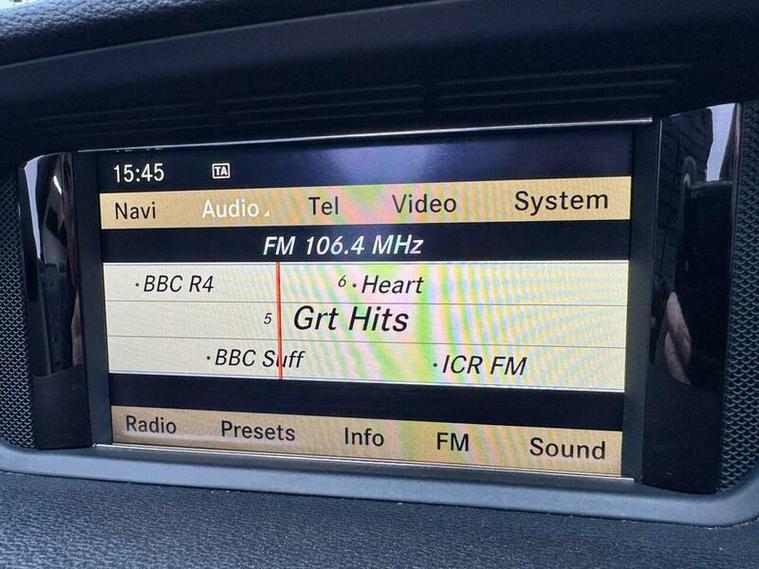 15:45 TA
Navi Audio Tel Video System
FM 106.4 MHz
·BBC R4 6·Heart
5 Grt Hits
·BBC Suff ·ICR FM
Radio Presets Info FM Sound